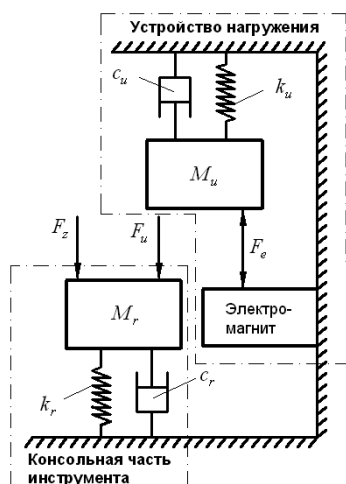 Устройство нагружения
c_u
k_u
M_u
F_z
F_u
F_e
M_r
Электро-
магнит
k_r
c_r
Консольная часть
инструмента